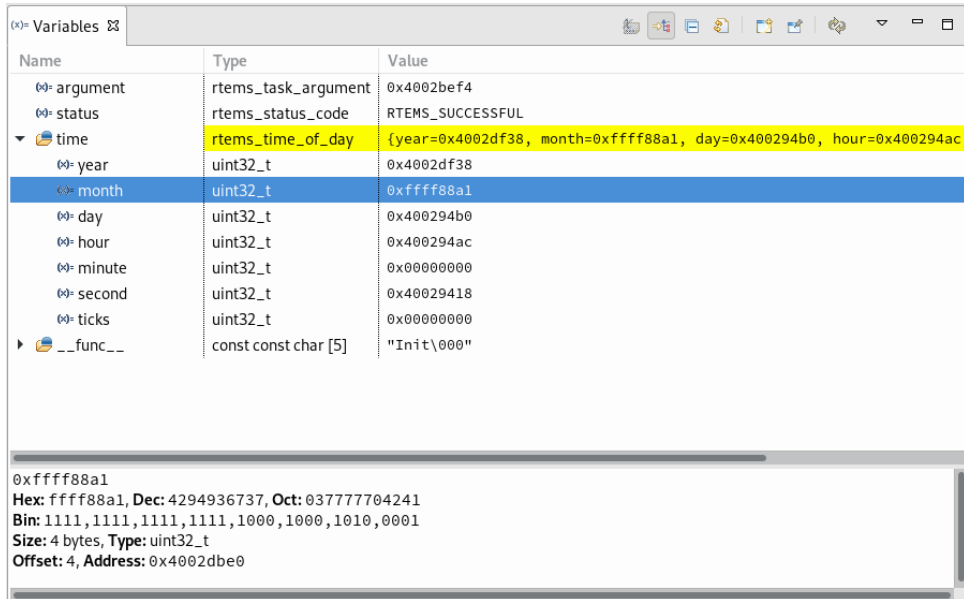 (x)= Variables
Name Type Value
(x)= argument rtems_task_argument 0x4002bef4
(x)= status rtems_status_code RTEMS_SUCCESSFUL
time rtems_time_of_day {year=0x4002df38, month=0xffff88a1, day=0x400294b0, hour=0x400294ac
(x)= year uint32_t 0x4002df38
(x)= month uint32_t 0xffff88a1
(x)= day uint32_t 0x400294b0
(x)= hour uint32_t 0x400294ac
(x)= minute uint32_t 0x00000000
(x)= second uint32_t 0x40029418
(x)= ticks uint32_t 0x00000000
__func__ const const char [5] "Init\000"
0xffff88a1
Hex: ffff88a1, Dec: 4294936737, Oct: 037777704241
Bin: 1111,1111,1111,1111,1000,1000,1010,0001
Size: 4 bytes, Type: uint32_t
Offset: 4, Address: 0x4002dbe0